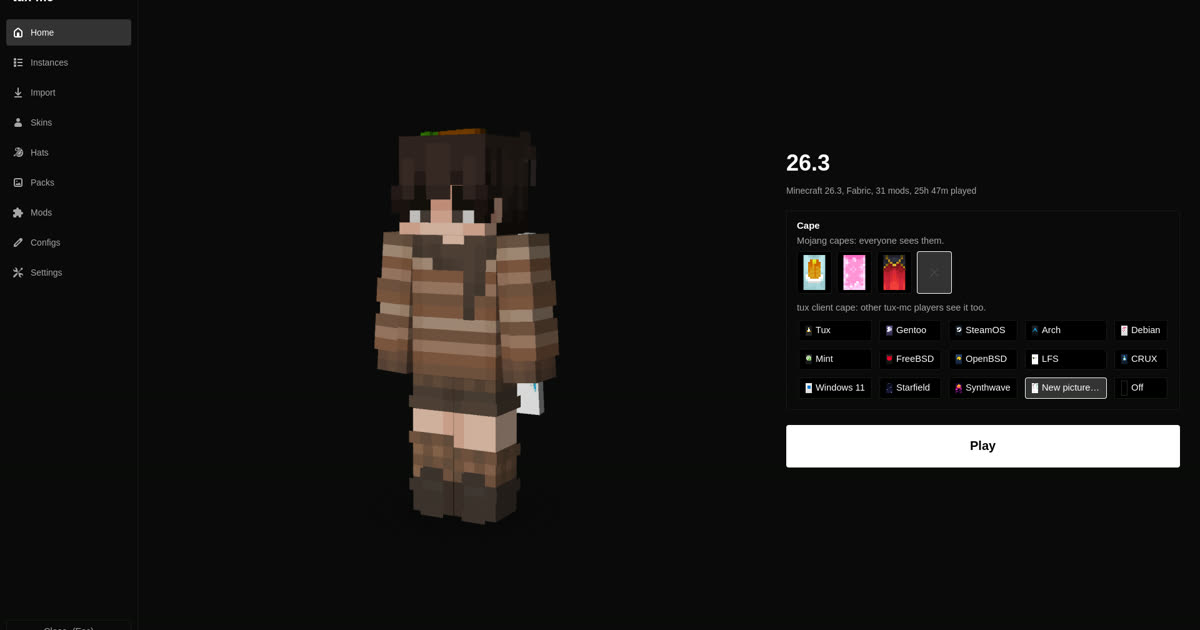 Home
Instances
Import
Skins
Hats
Packs
Mods
Configs
Settings
26.3
Minecraft 26.3, Fabric, 31 mods, 25h 47m played
Cape
Mojang capes: everyone sees them.
tux client cape: other tux-mc players see it too.
Tux Gentoo SteamOS Arch Debian
Mint FreeBSD OpenBSD LFS CRUX
Windows 11 Starfield Synthwave New picture… Off
Play